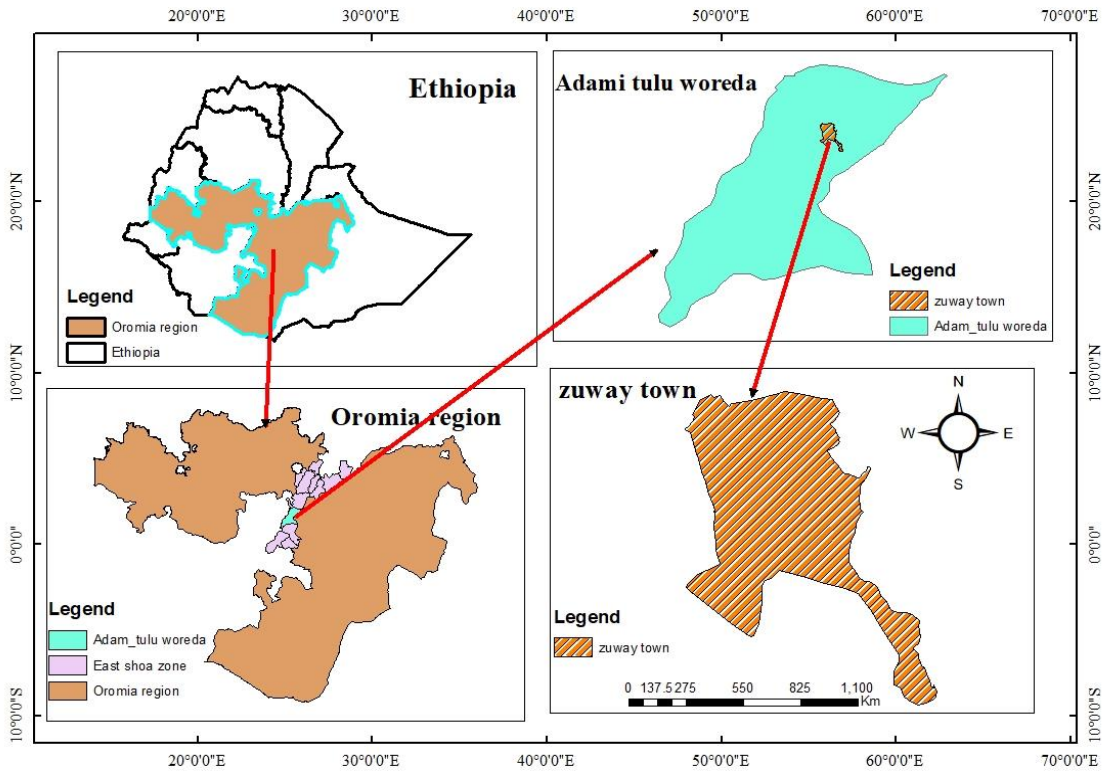 20°0'0"E 30°0'0"E 40°0'0"E 50°0'0"E 60°0'0"E 70°0'0"E
Ethiopia
Legend
Oromia region
Ethiopia
Adami tulu woreda
Legend
zuway town
Adam_tulu woreda
Oromia region
Legend
Adam_tulu woreda
East shoa zone
Oromia region
zuway town
N
W
E
S
Legend
zuway town
0 137.5 275 550 825 1,100
Km
20°0'0"N
10°0'0"N
0°0'0"
10°0'0"S
20°0'0"N
10°0'0"N
0°0'0"
10°0'0"S
20°0'0"E 30°0'0"E 40°0'0"E 50°0'0"E 60°0'0"E 70°0'0"E